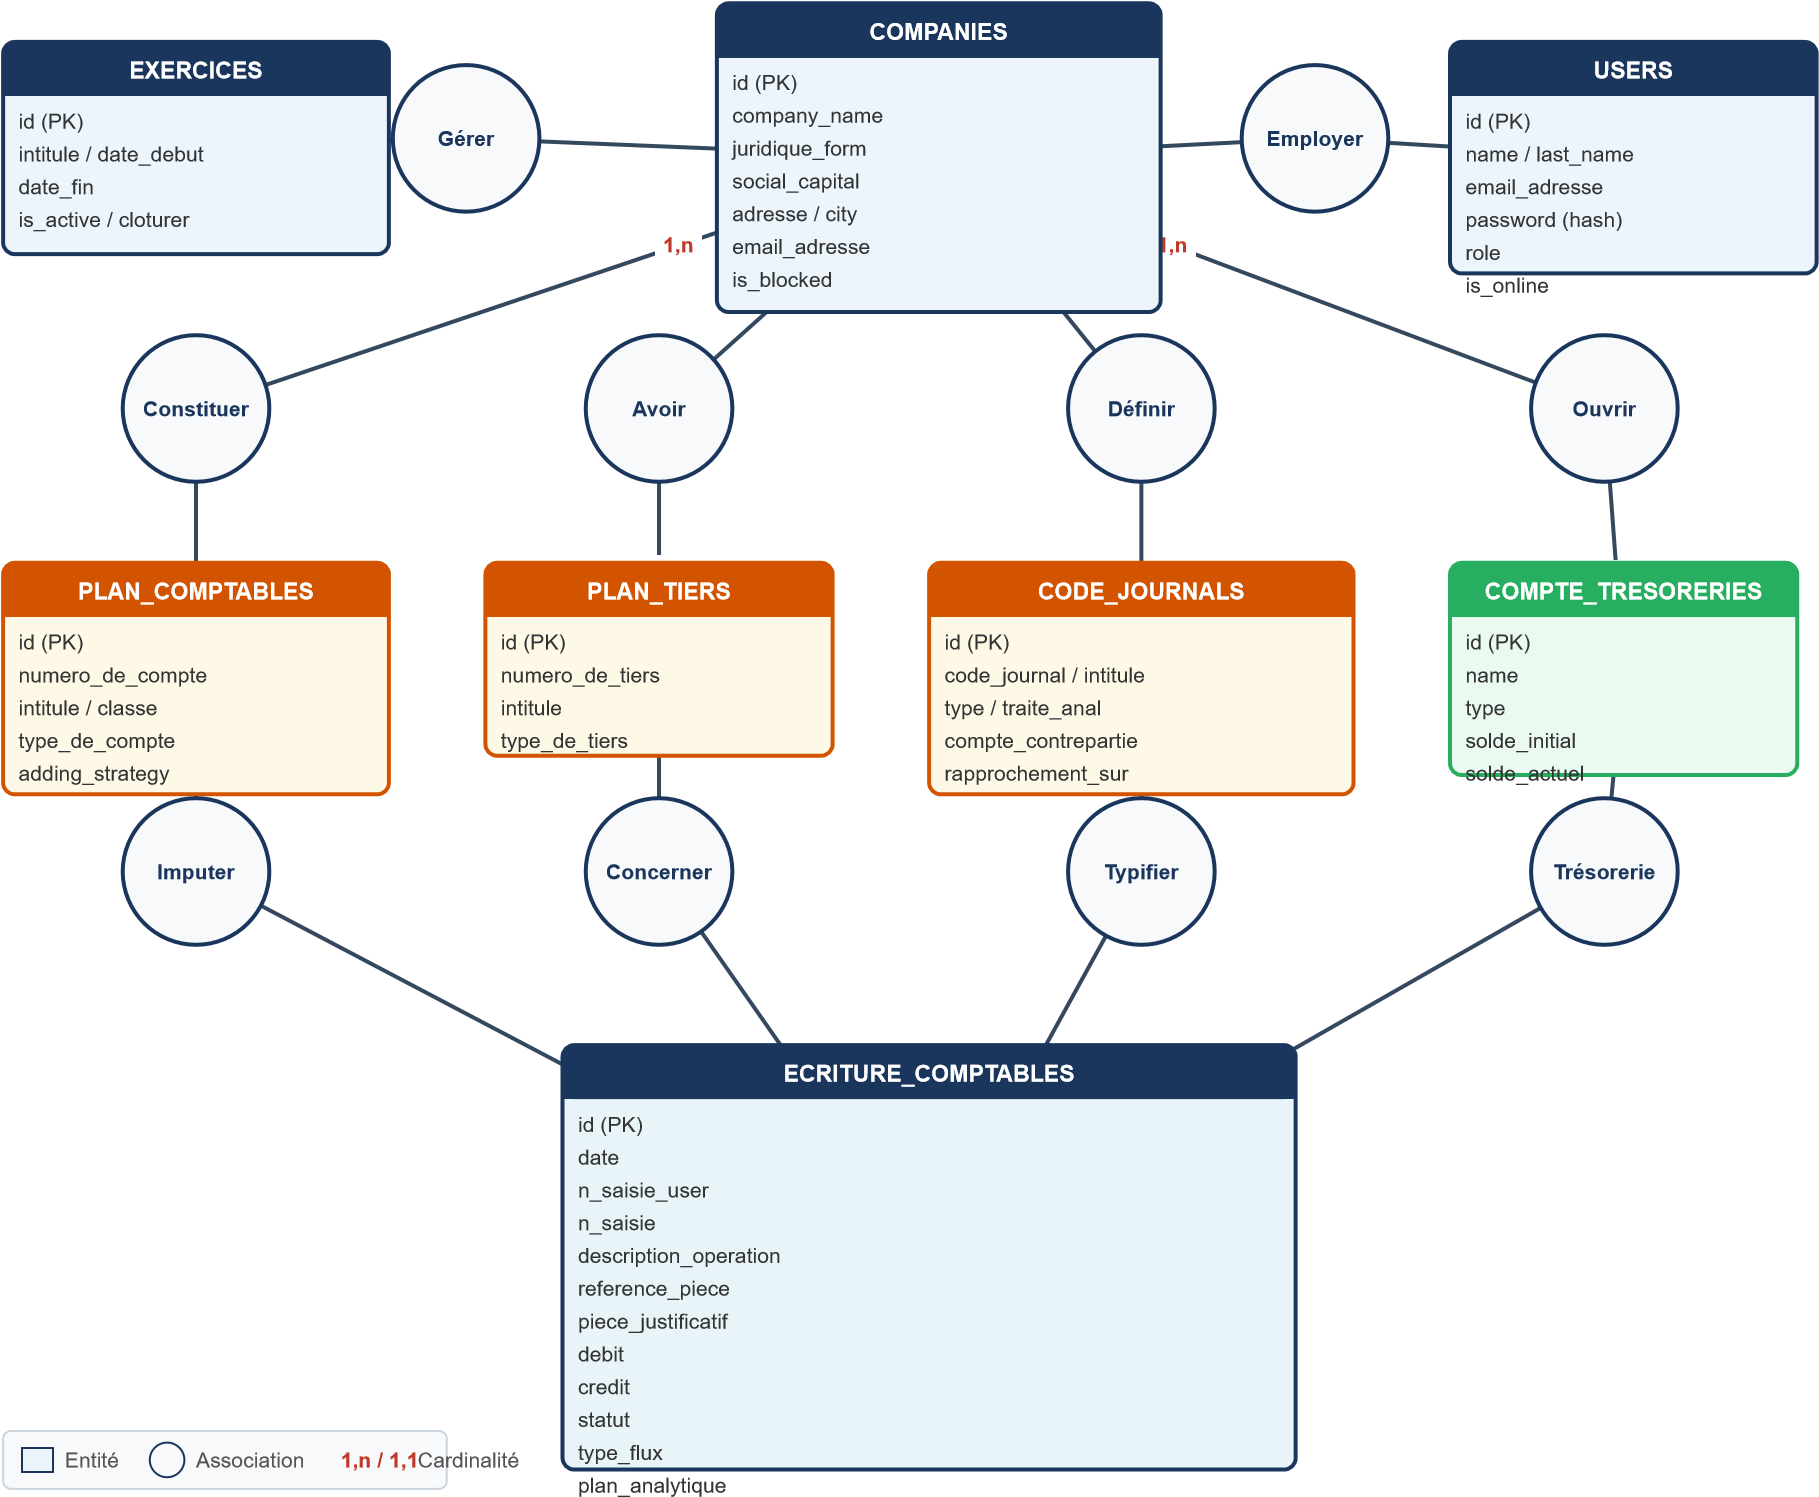 COMPANIES
id (PK)
company_name
juridique_form
social_capital
adresse / city
email_adresse
is_blocked
EXERCICES
id (PK)
intitule / date_debut
date_fin
is_active / cloturer
Gérer
Employer
USERS
id (PK)
name / last_name
email_adresse
password (hash)
role
is_online
1,n
1,n
Constituer
Avoir
Définir
Ouvrir
PLAN_COMPTABLES
id (PK)
numero_de_compte
intitule / classe
type_de_compte
adding_strategy
PLAN_TIERS
id (PK)
numero_de_tiers
intitule
type_de_tiers
CODE_JOURNALS
id (PK)
code_journal / intitule
type / traite_anal
compte_contrepartie
rapprochement_sur
COMPTE_TRESORERIES
id (PK)
name
type
solde_initial
solde_actuel
Imputer
Concerner
Typifier
Trésorerie
ECRITURE_COMPTABLES
id (PK)
date
n_saisie_user
n_saisie
description_operation
reference_piece
piece_justificatif
debit
credit
statut
type_flux
plan_analytique
Entité
Association
1,n / 1,1 Cardinalité